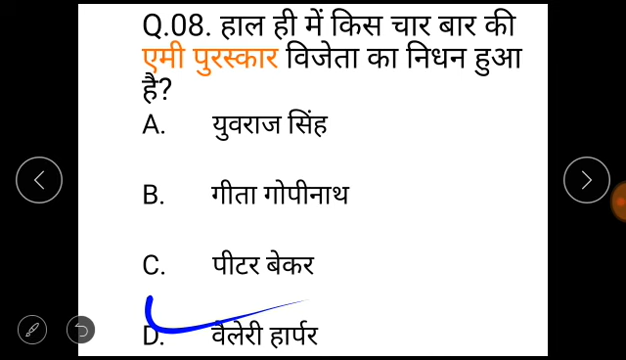 Q.08. हाल ही में किस चार बार की
एमी पुरस्कार विजेता का निधन हुआ
है?
A. युवराज सिंह
B. गीता गोपीनाथ
C. पीटर बेकर
D. वैलेरी हार्पर